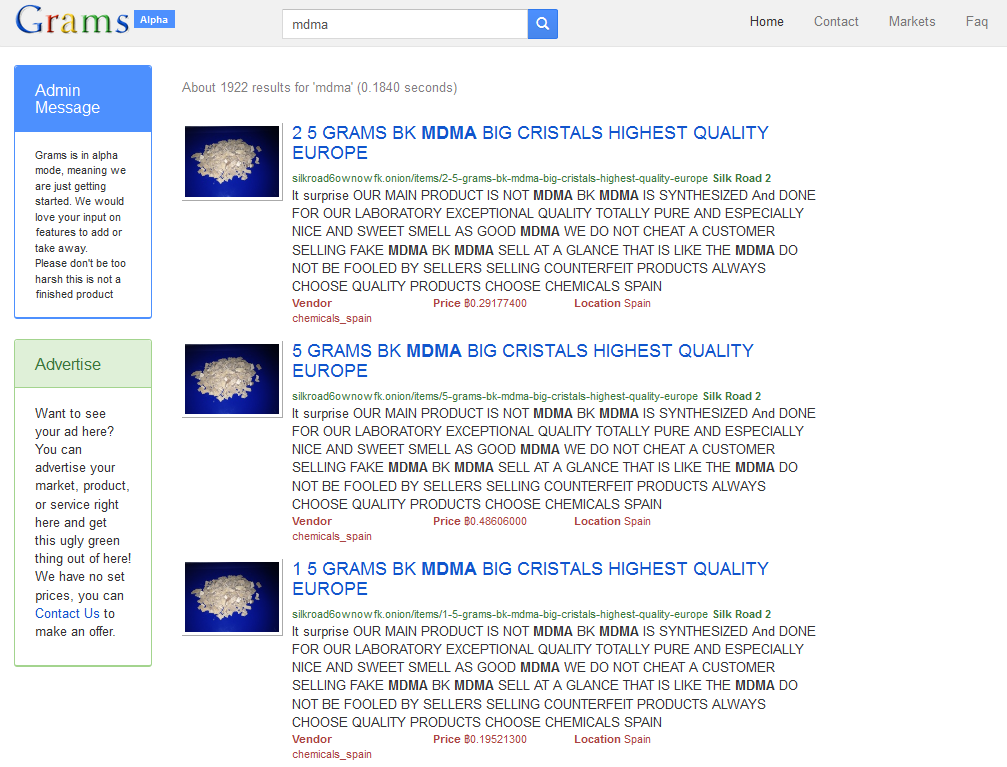 Grams Alpha
mdma
Home Contact Markets Faq
Admin
Message
Grams is in alpha
mode, meaning we
are just getting
started. We would
love your input on
features to add or
take away.
Please don't be too
harsh this is not a
finished product
Advertise
Want to see
your ad here?
You can
advertise your
market, product,
or service right
here and get
this ugly green
thing out of here!
We have no set
prices, you can
Contact Us to
make an offer.
About 1922 results for 'mdma' (0.1840 seconds)
2 5 GRAMS BK MDMA BIG CRISTALS HIGHEST QUALITY
EUROPE
silkroad6ownowfk.onion/items/2-5-grams-bk-mdma-big-cristals-highest-quality-europe Silk Road 2
It surprise OUR MAIN PRODUCT IS NOT MDMA BK MDMA IS SYNTHESIZED And DONE
FOR OUR LABORATORY EXCEPTIONAL QUALITY TOTALLY PURE AND ESPECIALLY
NICE AND SWEET SMELL AS GOOD MDMA WE DO NOT CHEAT A CUSTOMER
SELLING FAKE MDMA BK MDMA SELL AT A GLANCE THAT IS LIKE THE MDMA DO
NOT BE FOOLED BY SELLERS SELLING COUNTERFEIT PRODUCTS ALWAYS
CHOOSE QUALITY PRODUCTS CHOOSE CHEMICALS SPAIN
Vendor Price ฿0.29177400 Location Spain
chemicals_spain
5 GRAMS BK MDMA BIG CRISTALS HIGHEST QUALITY
EUROPE
silkroad6ownowfk.onion/items/5-grams-bk-mdma-big-cristals-highest-quality-europe Silk Road 2
It surprise OUR MAIN PRODUCT IS NOT MDMA BK MDMA IS SYNTHESIZED And DONE
FOR OUR LABORATORY EXCEPTIONAL QUALITY TOTALLY PURE AND ESPECIALLY
NICE AND SWEET SMELL AS GOOD MDMA WE DO NOT CHEAT A CUSTOMER
SELLING FAKE MDMA BK MDMA SELL AT A GLANCE THAT IS LIKE THE MDMA DO
NOT BE FOOLED BY SELLERS SELLING COUNTERFEIT PRODUCTS ALWAYS
CHOOSE QUALITY PRODUCTS CHOOSE CHEMICALS SPAIN
Vendor Price ฿0.48606000 Location Spain
chemicals_spain
1 5 GRAMS BK MDMA BIG CRISTALS HIGHEST QUALITY
EUROPE
silkroad6ownowfk.onion/items/1-5-grams-bk-mdma-big-cristals-highest-quality-europe Silk Road 2
It surprise OUR MAIN PRODUCT IS NOT MDMA BK MDMA IS SYNTHESIZED And DONE
FOR OUR LABORATORY EXCEPTIONAL QUALITY TOTALLY PURE AND ESPECIALLY
NICE AND SWEET SMELL AS GOOD MDMA WE DO NOT CHEAT A CUSTOMER
SELLING FAKE MDMA BK MDMA SELL AT A GLANCE THAT IS LIKE THE MDMA DO
NOT BE FOOLED BY SELLERS SELLING COUNTERFEIT PRODUCTS ALWAYS
CHOOSE QUALITY PRODUCTS CHOOSE CHEMICALS SPAIN
Vendor Price ฿0.19521300 Location Spain
chemicals_spain